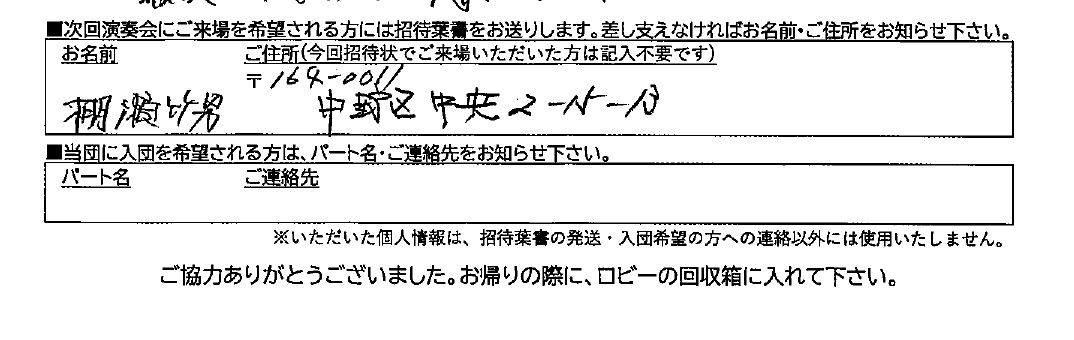 ■次回演奏会にご来場を希望される方には招待葉書をお送りします。差し支えなければお名前・ご住所をお知らせ下さい。
お名前 ご住所(今回招待状でご来場いただいた方は記入不要です)
〒164-0011
棚瀬 男 中野区中央2-15-13
■当団に入団を希望される方は、パート名・ご連絡先をお知らせ下さい。
パート名 ご連絡先
※いただいた個人情報は、招待葉書の発送・入団希望の方への連絡以外には使用いたしません。
ご協力ありがとうございました。お帰りの際に、ロビーの回収箱に入れて下さい。